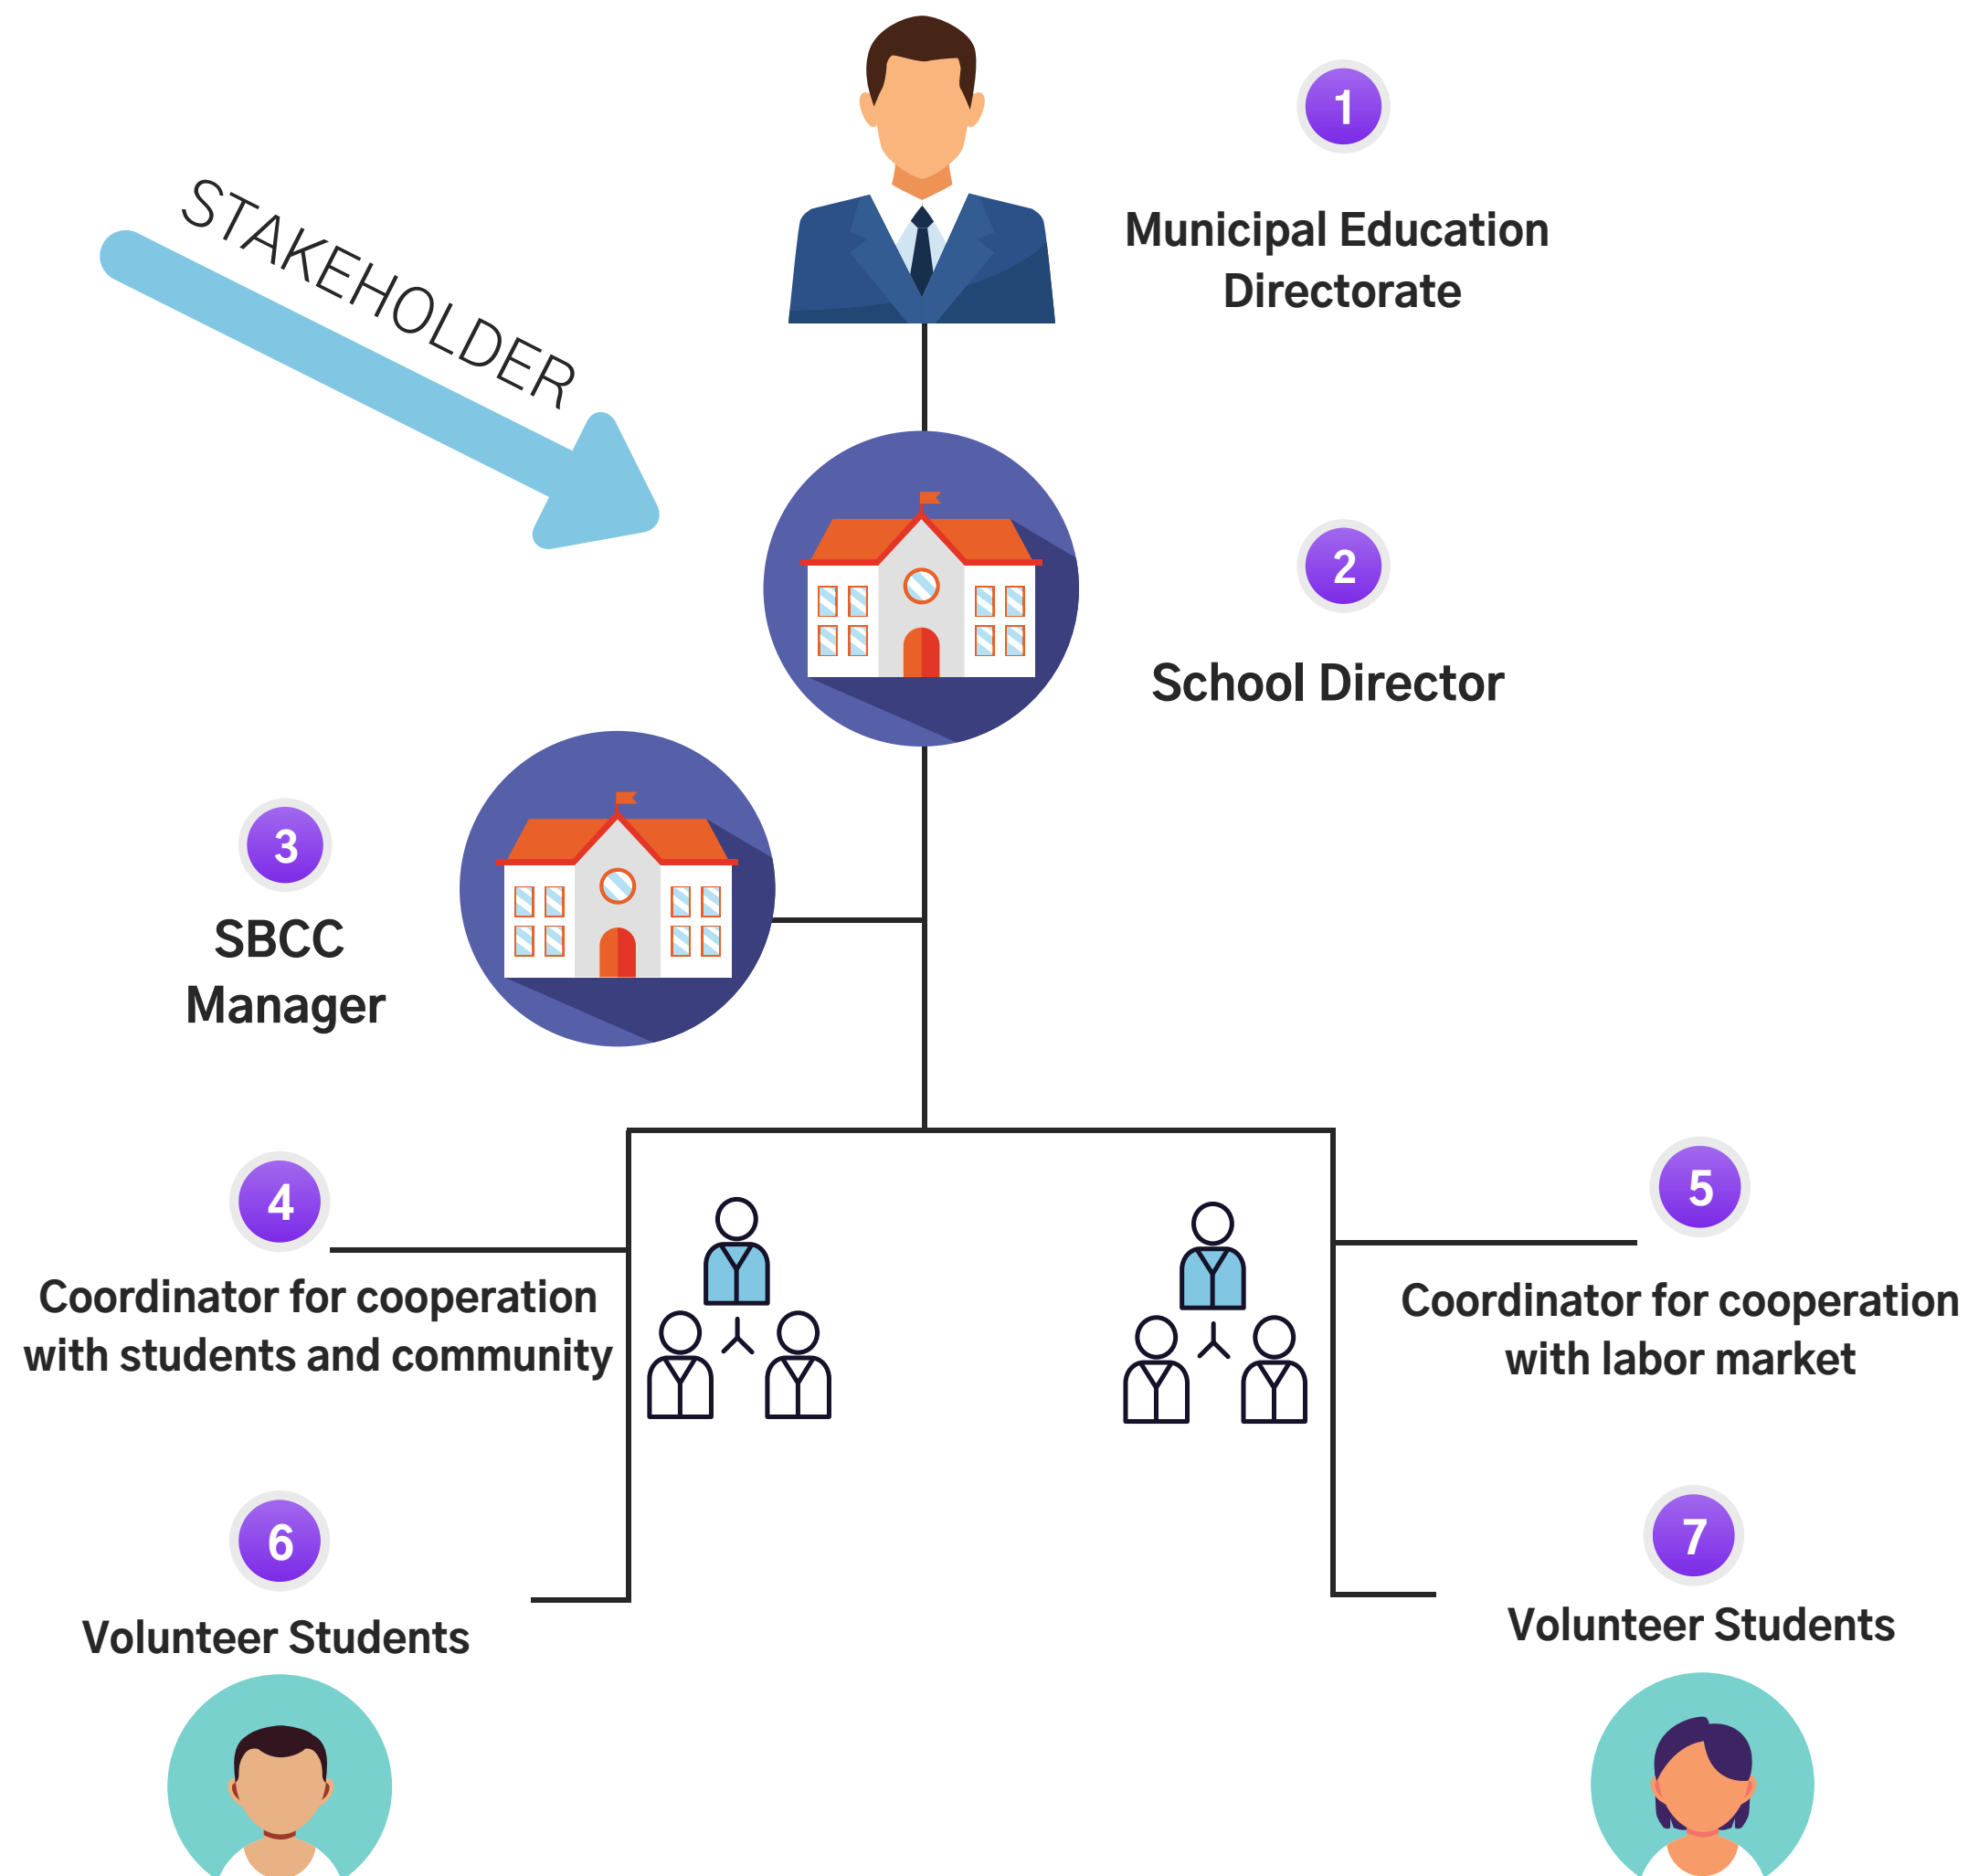 STAKEHOLDER
1
Municipal Education
Directorate
2
School Director
3
SBCC
Manager
4
Coordinator for cooperation
with students and community
5
Coordinator for cooperation
with labor market
6
Volunteer Students
7
Volunteer Students